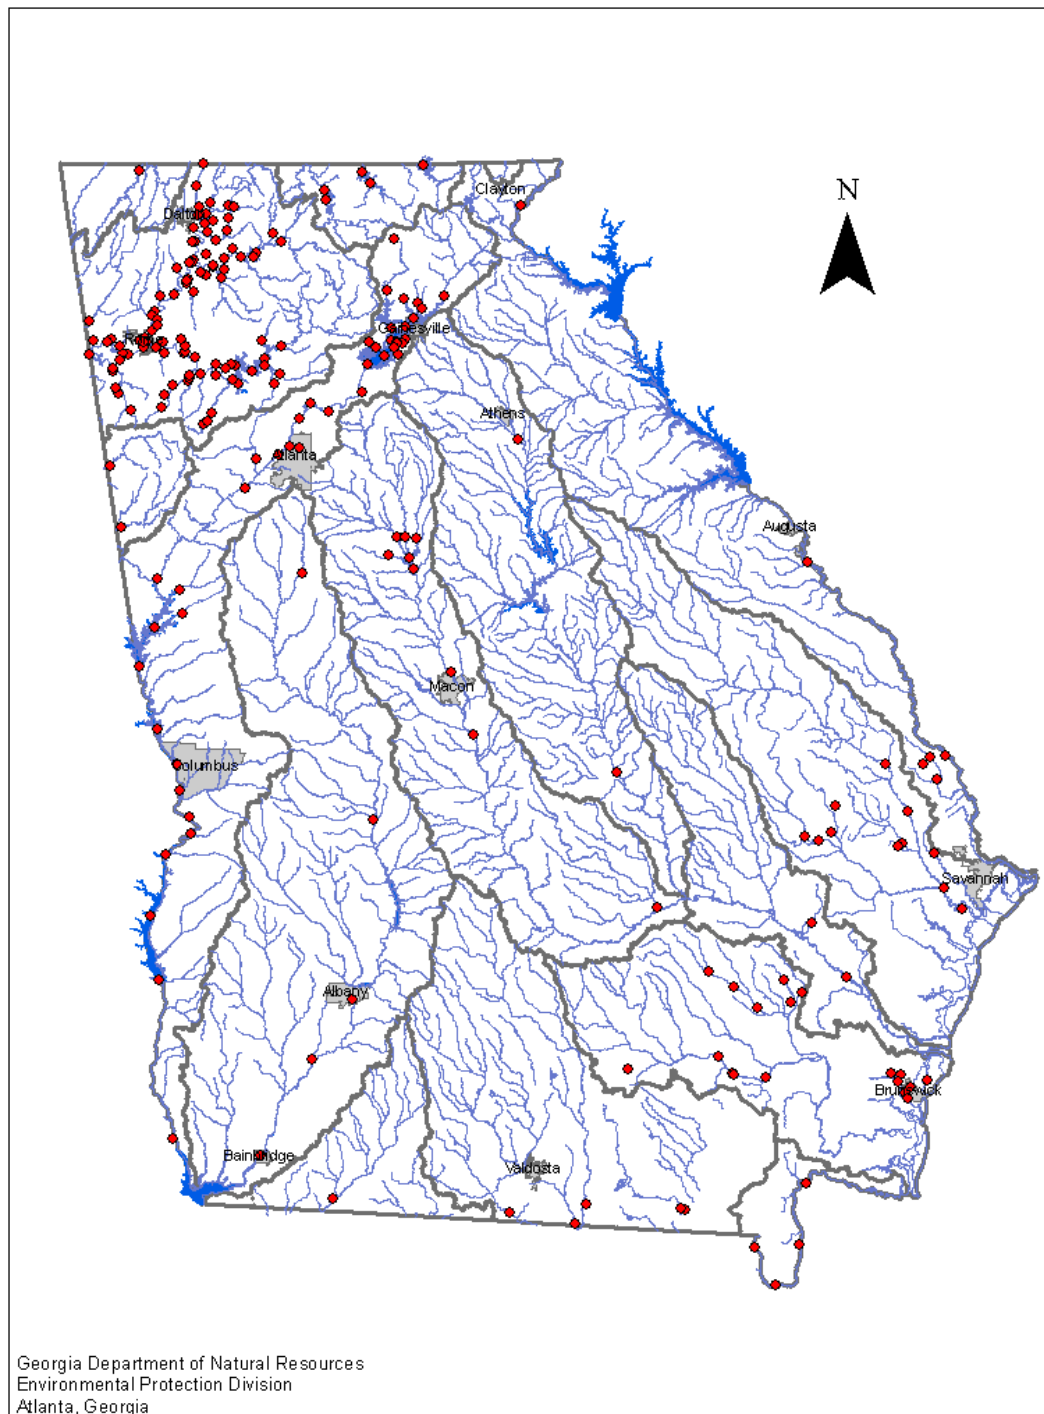 N
Clayton
Dalton
Gainesville
Rome
Athens
Atlanta
Augusta
Macon
Columbus
Savannah
Albany
Brunswick
Bainbridge
Valdosta
Georgia Department of Natural Resources
Environmental Protection Division
Atlanta, Georgia